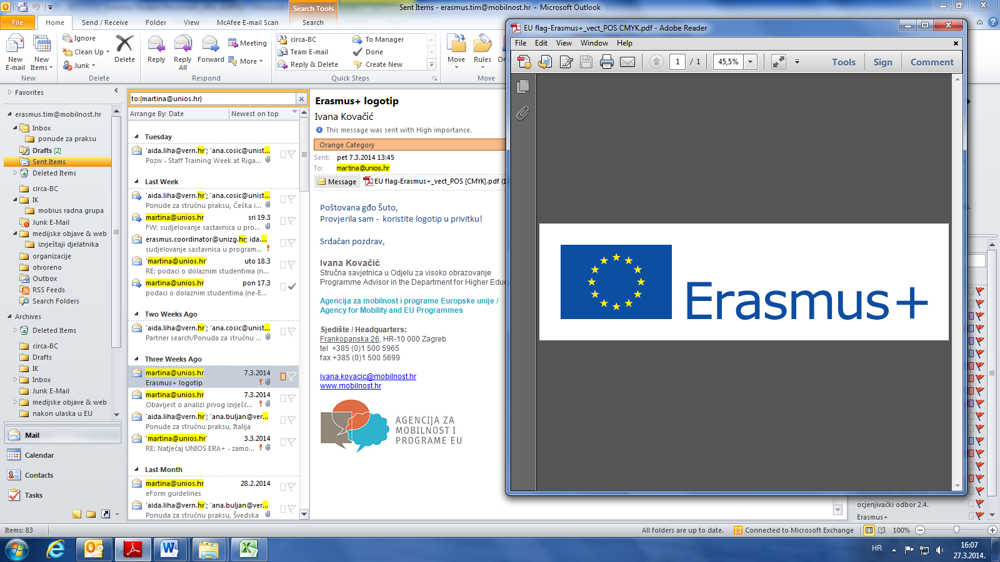 Search Tools
Sent Items - erasmus.tim@mobilnost.hr - Microsoft Outlook
File
Home
Send / Receive
Folder
View
McAfee E-mail Scan
Search
New E-mail
New Items
New
Ignore
Clean Up
Junk
Delete
Delete
Reply
Reply All
Forward
Meeting
More
Respond
circa-BC
Team E-mail
Reply & Delete
To Manager
Done
Create New
Quick Steps
Move
Rules
Move
Favorites
erasmus.tim@mobilnost.hr
Inbox
ponude za praksu
Drafts [2]
Sent Items
Deleted Items
circa-BC
IK
mobius radna grupa
Junk E-Mail
medijske objave & web
izvještaji djelatnika
organizacije
otvoreno
Outbox
RSS Feeds
Search Folders
Archives
Deleted Items
circa-BC
Drafts
IK
Inbox
Junk E-Mail
medijske objave & web
nakon ulaska u EU
Mail
Calendar
Contacts
Tasks
to:(martina@unios.hr)
Arrange By: Date
Newest on top
Tuesday
'aida.liha@vern.hr'; 'ana.cosic@unist...
Poziv - Staff Training Week at Riga...
Last Week
'aida.liha@vern.hr'; 'ana.cosic@unist...
Ponude za stručnu praksu, Češka i...
martina@unios.hr sri 19.3
FW: sudjelovanje sastavnica u pro...
erasmus.coordinator@unizg.hr; ida....
sudjelovanje sastavnica u program...
'martina@unios.hr' uto 18.3
RE: podaci o dolaznim studentima (n...
martina@unios.hr pon 17.3
podaci o dolaznim studentima (ne-E...
Two Weeks Ago
'aida.liha@vern.hr'; 'ana.cosic@unist...
Partner search/Ponuda za stručnu ...
Three Weeks Ago
martina@unios.hr 7.3.2014
Erasmus+ logotip
martina@unios.hr 7.3.2014
Obavijest o analizi prvog izvješć...
'aida.liha@vern.hr'; 'ana.buljan@ver...
Ponude za stručnu praksu, Italija
'martina@unios.hr' 3.3.2014
RE: Natječaj UNIOS ERA+ - zamo...
Last Month
martina@unios.hr 28.2.2014
eForm guidelines
'aida.liha@vern.hr'; 'ana.buljan@ver...
Ponuda za stručnu praksu, Švedska
Erasmus+ logotip
Ivana Kovačić
This message was sent with High importance.
Orange Category
Sent: pet 7.3.2014 13:45
To: martina@unios.hr
Message
EU flag-Erasmus+_vect_POS [CMYK].pdf (1
Poštovana gđo Šuto,
Provjerila sam - koristite logotip u privitku!
Srdačan pozdrav,
Ivana Kovačić
Stručna savjetnica u Odjelu za visoko obrazovanje
Programme Advisor in the Department for Higher Educ
Agencija za mobilnost i programe Europske unije /
Agency for Mobility and EU Programmes
Sjedište / Headquarters:
Frankopanska 26, HR-10 000 Zagreb
tel +385 (0)1 500 5965
fax +385 (0)1 500 5699
ivana.kovacic@mobilnost.hr
www.mobilnost.hr
AGENCIJA ZA
MOBILNOST I
PROGRAME EU
EU flag-Erasmus+_vect_POS CMYK.pdf - Adobe Reader
File Edit View Window Help
1 / 1
45,5%
Tools
Sign
Comment
Erasmus+
ocjenjivački odbor 2.4.
Erasmus+
Items: 83
All folders are up to date.
Connected to Microsoft Exchange
100%
HR
16:07
27.3.2014.